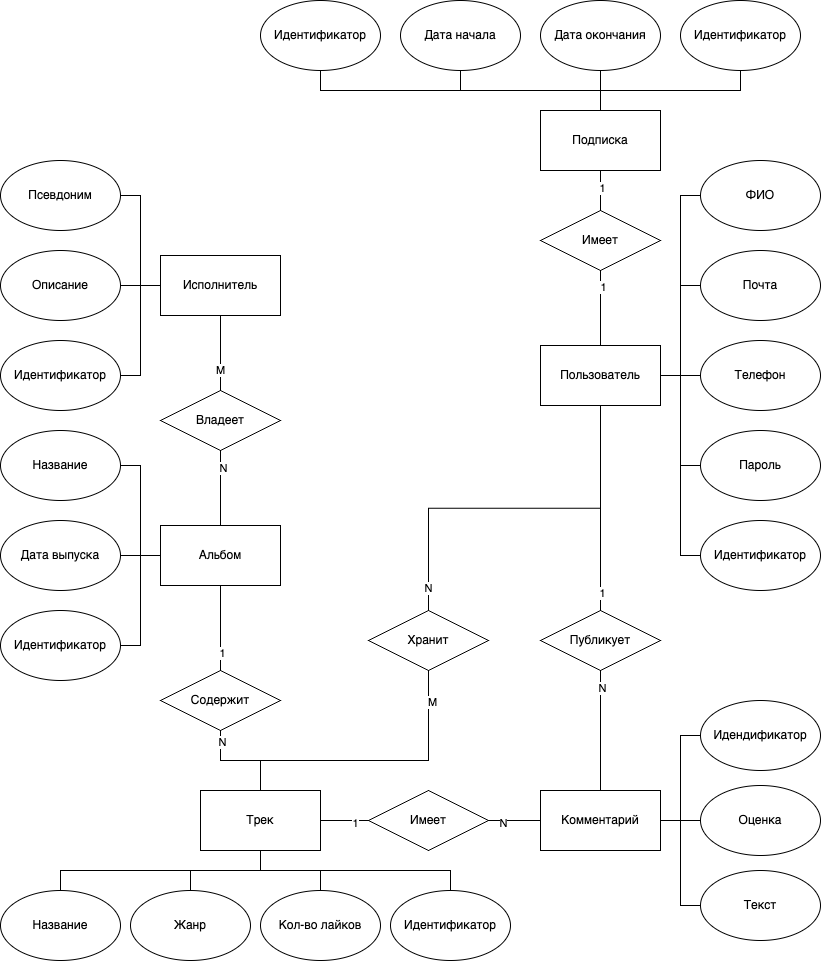 Идентификатор
Дата начала
Дата окончания
Идентификатор
Подписка
1
Псевдоним
ФИО
Имеет
Описание
Исполнитель
1
Почта
M
Идентификатор
Пользователь
Телефон
Владеет
Название
N
Пароль
Дата выпуска
Альбом
Идентификатор
N
1
Идентификатор
1
Хранит
Публикует
Содержит
M
N
N
Идендификатор
Трек
1
Имеет
N
Комментарий
Оценка
Название
Жанр
Кол-во лайков
Идентификатор
Текст